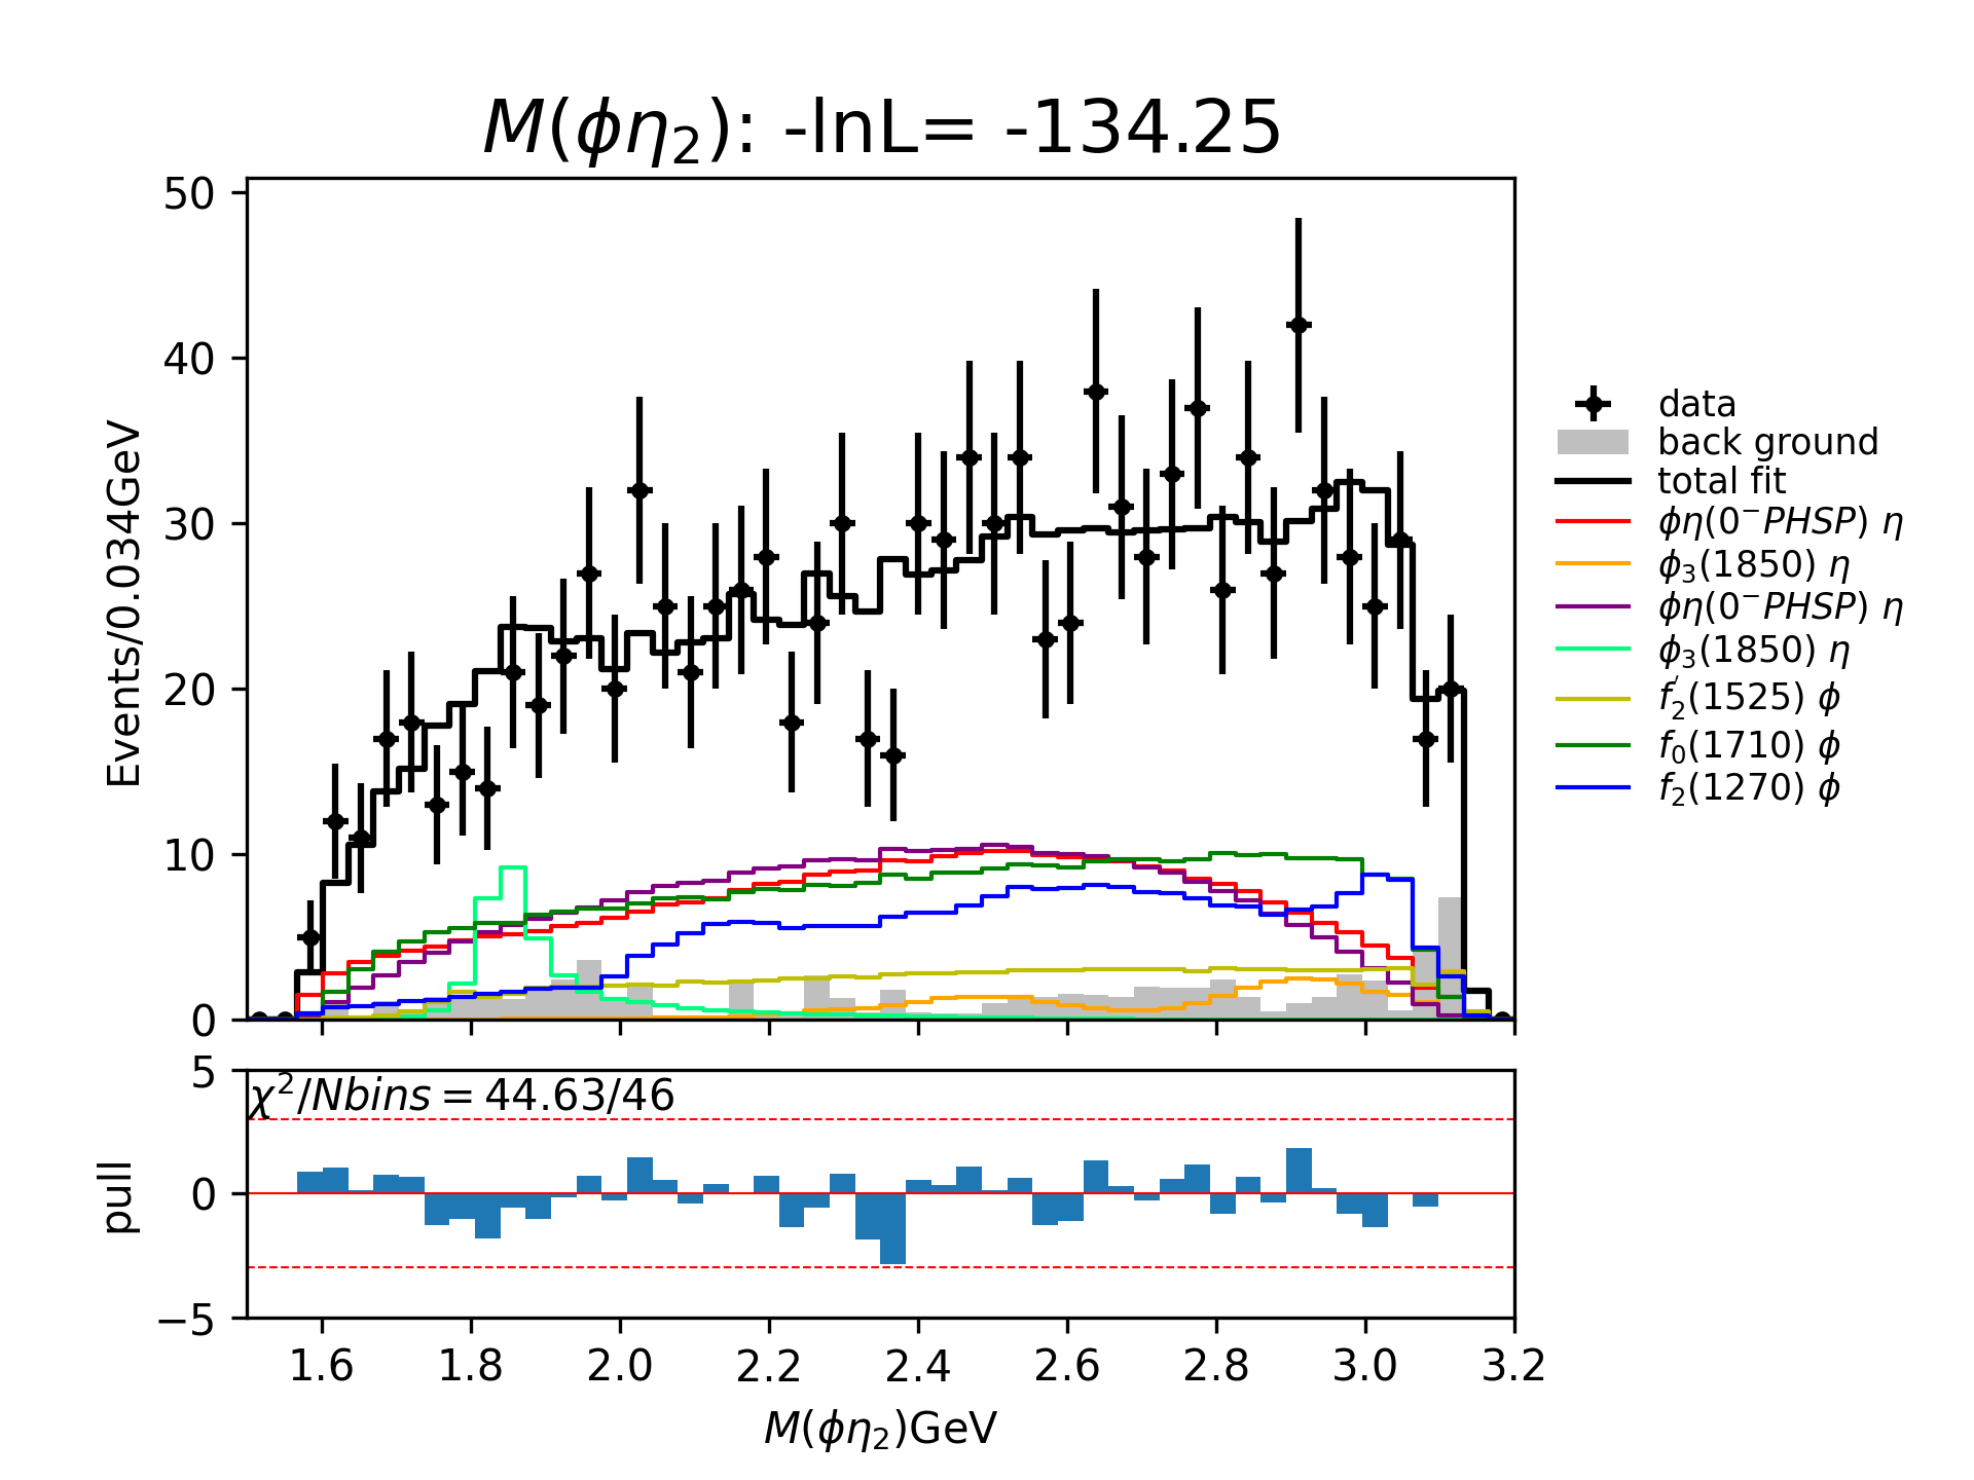 M(ϕη₂): -lnL= -134.25
Events/0.034GeV
50
40
30
20
10
0
data
back ground
total fit
ϕη(0⁻PHSP) η
ϕ₃(1850) η
ϕη(0⁻PHSP) η
ϕ₃(1850) η
f₂′(1525) ϕ
f₀(1710) ϕ
f₂(1270) ϕ
χ²/Nbins = 44.63/46
pull
5
0
−5
1.6 1.8 2.0 2.2 2.4 2.6 2.8 3.0 3.2
M(ϕη₂)GeV